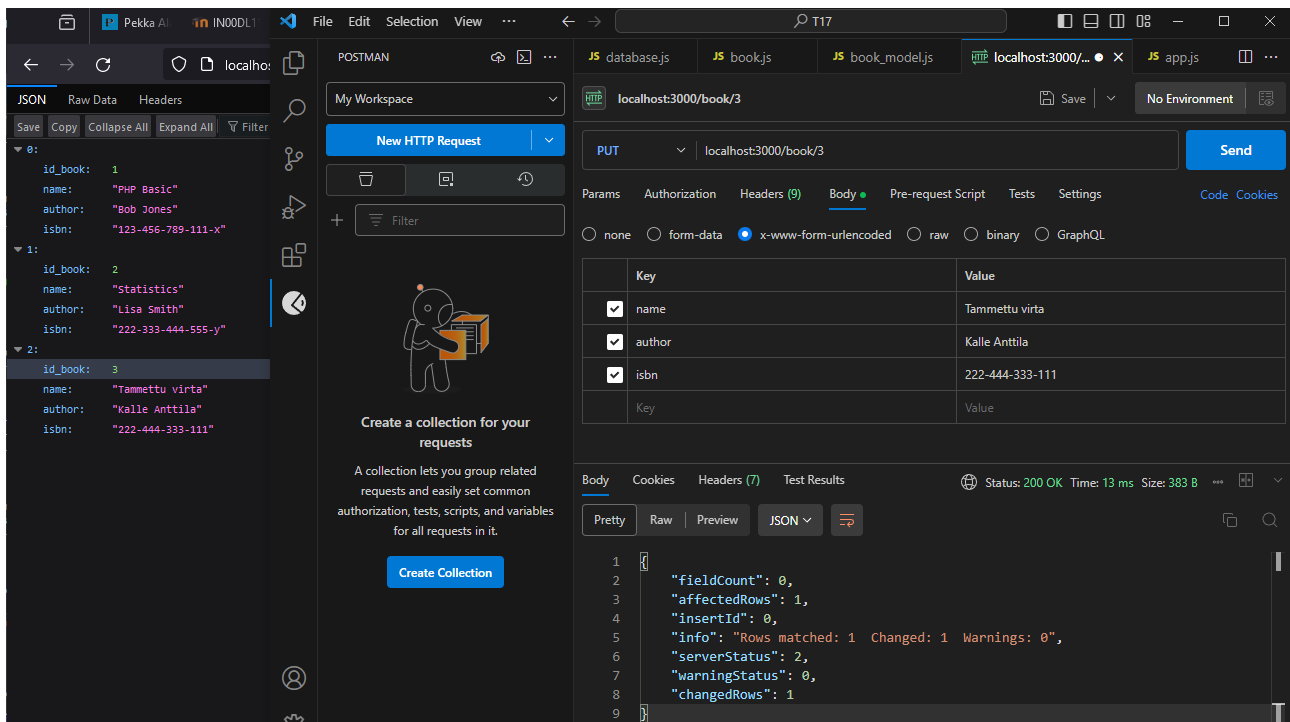 Pekka Al
IN00DL1
localhos
JSON Raw Data Headers
Save Copy Collapse All Expand All Filter
0:
id_book: 1
name: "PHP Basic"
author: "Bob Jones"
isbn: "123-456-789-111-x"
1:
id_book: 2
name: "Statistics"
author: "Lisa Smith"
isbn: "222-333-444-555-y"
2:
id_book: 3
name: "Tammettu virta"
author: "Kalle Anttila"
isbn: "222-444-333-111"
File Edit Selection View ··· T17
POSTMAN
My Workspace
New HTTP Request
Filter
Create a collection for your
requests
A collection lets you group related
requests and easily set common
authorization, tests, scripts, and variables
for all requests in it.
Create Collection
JS database.js JS book.js JS book_model.js HTTP localhost:3000/... JS app.js
HTTP localhost:3000/book/3 Save No Environment
PUT localhost:3000/book/3 Send
Params Authorization Headers (9) Body Pre-request Script Tests Settings Code Cookies
none form-data x-www-form-urlencoded raw binary GraphQL
Key Value
name Tammettu virta
author Kalle Anttila
isbn 222-444-333-111
Key Value
Body Cookies Headers (7) Test Results Status: 200 OK Time: 13 ms Size: 383 B
Pretty Raw Preview JSON
1 {
2 "fieldCount": 0,
3 "affectedRows": 1,
4 "insertId": 0,
5 "info": "Rows matched: 1  Changed: 1  Warnings: 0",
6 "serverStatus": 2,
7 "warningStatus": 0,
8 "changedRows": 1
9 }